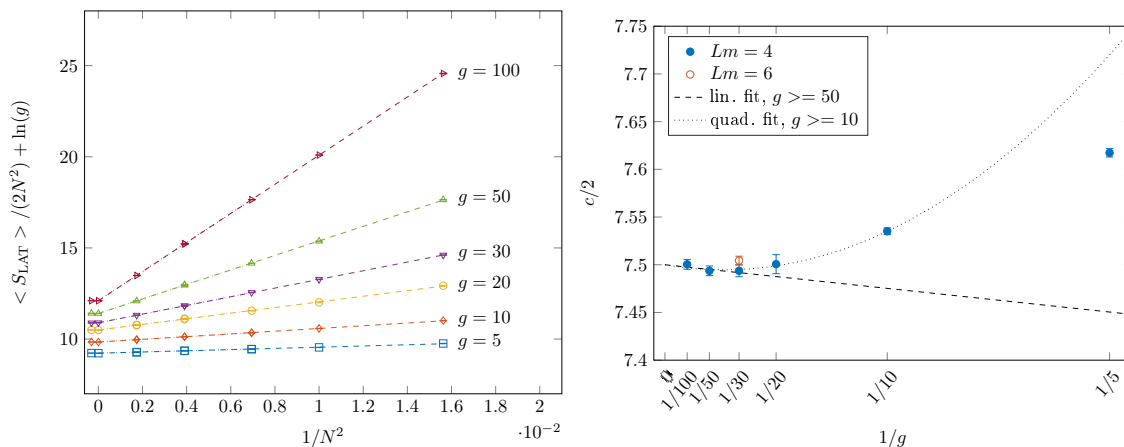 < S_LAT > /(2N²) + ln(g)
25
20
15
10
g = 100
g = 50
g = 30
g = 20
g = 10
g = 5
0 0.2 0.4 0.6 0.8 1 1.2 1.4 1.6 1.8 2
·10⁻²
1/N²
c/2
7.75
7.7
7.65
7.6
7.55
7.5
7.45
7.4
Lm = 4
Lm = 6
lin. fit, g >= 50
quad. fit, g >= 10
1/100 1/50 1/30 1/20 1/10 1/5
1/g